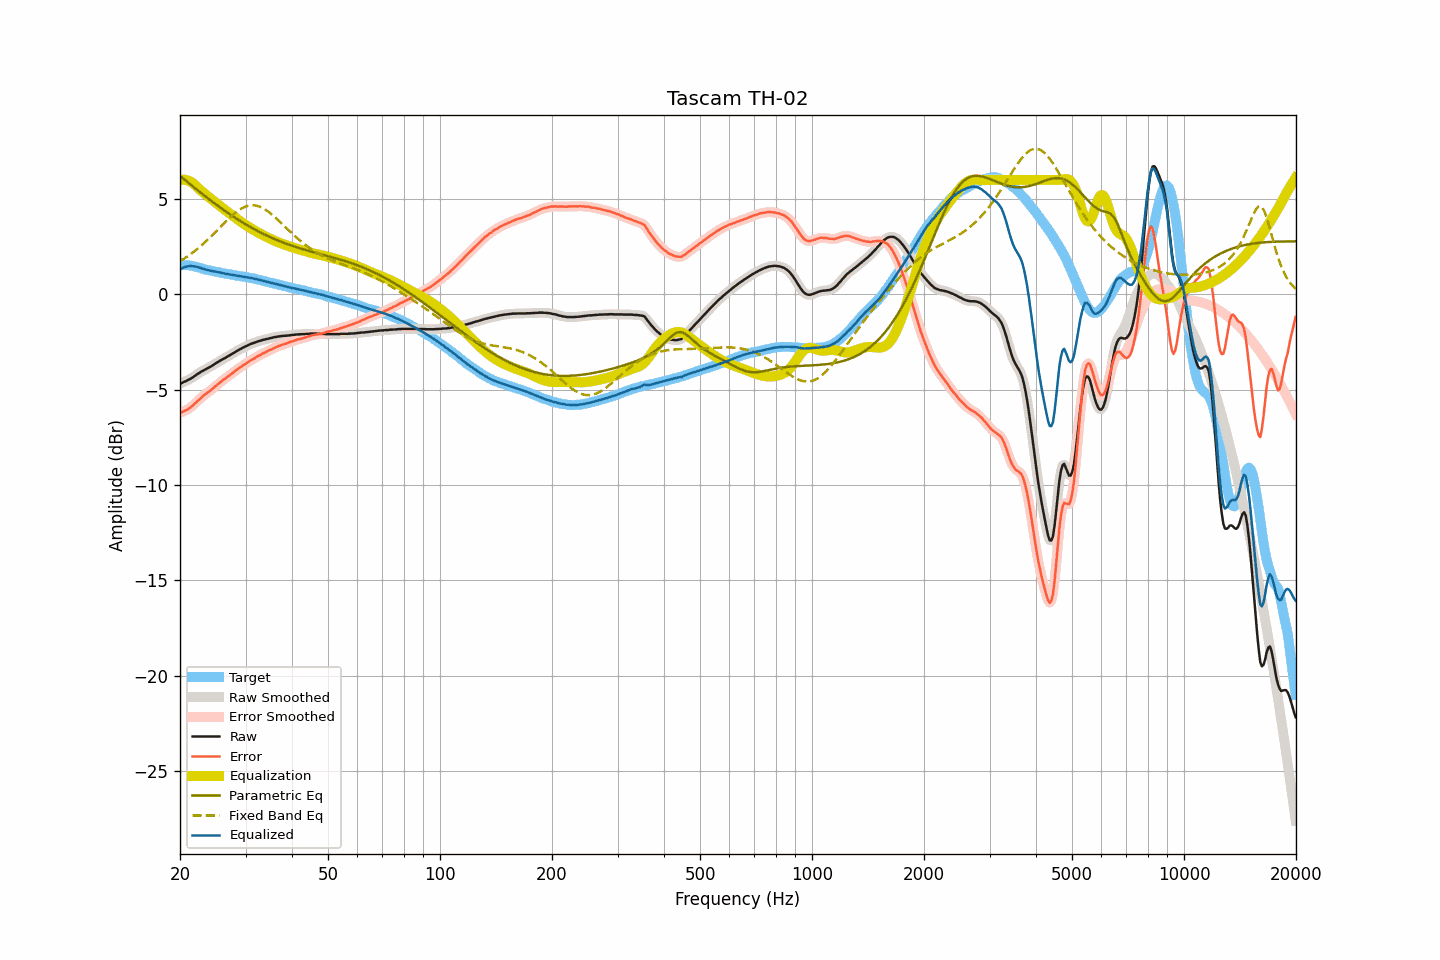 Tascam TH-02
Amplitude (dBr)
5
0
−5
−10
−15
−20
−25
Target
Raw Smoothed
Error Smoothed
Raw
Error
Equalization
Parametric Eq
Fixed Band Eq
Equalized
20 50 100 200 500 1000 2000 5000 10000 20000
Frequency (Hz)